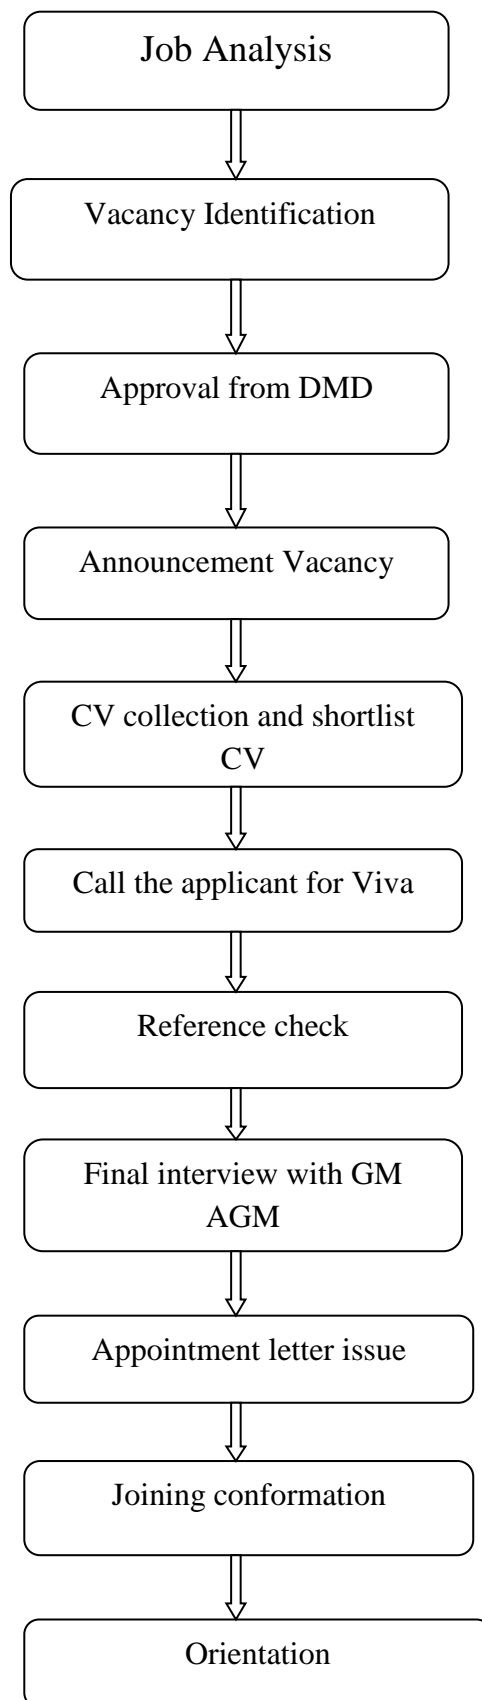 Job Analysis
Vacancy Identification
Approval from DMD
Announcement Vacancy
CV collection and shortlist
CV
Call the applicant for Viva
Reference check
Final interview with GM
AGM
Appointment letter issue
Joining conformation
Orientation